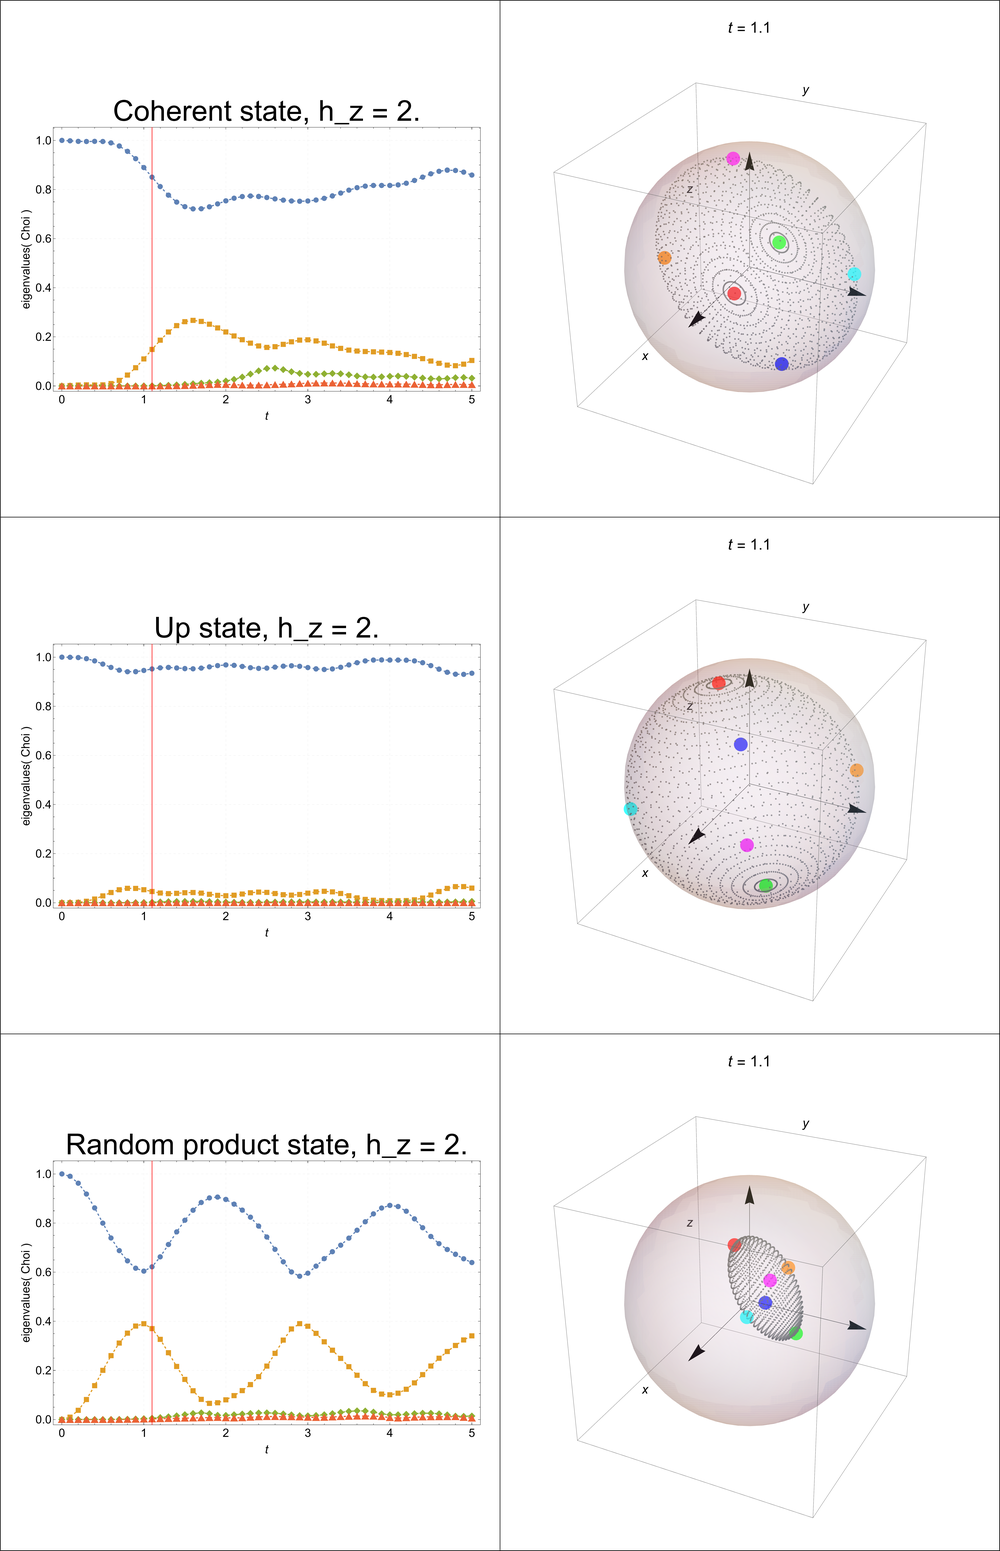 t = 1.1
Coherent state, h_z = 2.
eigenvalues( Choi )
1.0
0.8
0.6
0.4
0.2
0.0
0 1 2 3 4 5
t
y
z
x
t = 1.1
Up state, h_z = 2.
eigenvalues( Choi )
1.0
0.8
0.6
0.4
0.2
0.0
0 1 2 3 4 5
t
y
z
x
t = 1.1
Random product state, h_z = 2.
eigenvalues( Choi )
1.0
0.8
0.6
0.4
0.2
0.0
0 1 2 3 4 5
t
y
z
x